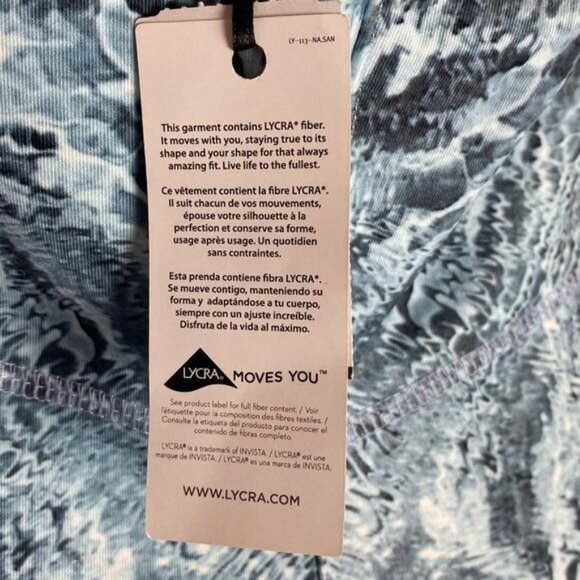 LY-113-NA.SAN
This garment contains LYCRA® fiber.
It moves with you, staying true to its
shape and your shape for that always
amazing fit. Live life to the fullest.
Ce vêtement contient la fibre LYCRA®.
Il suit chacun de vos mouvements,
épouse votre silhouette à la
perfection et conserve sa forme,
usage après usage. Un quotidien
sans contraintes.
Esta prenda contiene fibra LYCRA®.
Se mueve contigo, manteniendo su
forma y adaptándose a tu cuerpo,
siempre con un ajuste increíble.
Disfruta de la vida al máximo.
LYCRA® MOVES YOU™
See product label for full fiber content. / Voir
l'étiquette pour la composition des fibres textiles. /
Consulte la etiqueta del producto para conocer el
contenido de fibras completo.
LYCRA® is a trademark of INVISTA. / LYCRA® est une
marque de INVISTA. / LYCRA® es una marca de INVISTA.
WWW.LYCRA.COM